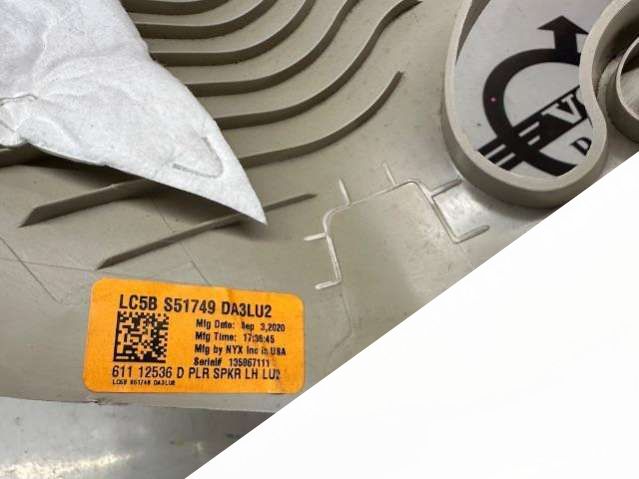 LC5B S51749 DA3LU2
Mfg Date: Sep 3,2020
Mfg Time: 17:36:45
Mfg by NYX Inc in USA
Serial# 135967111
611 12536 D PLR SPKR LH LU2
LC5B S51749 DA3LU2